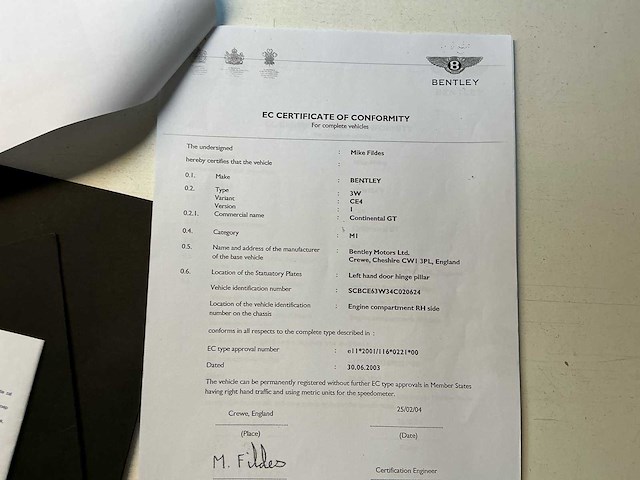 BENTLEY
EC CERTIFICATE OF CONFORMITY
For complete vehicles
The undersigned : Mike Fildes
hereby certifies that the vehicle :
0.1. Make : BENTLEY
0.2. Type : 3W
Variant : CE4
Version : 1
0.2.1. Commercial name : Continental GT
0.4. Category : M1
0.5. Name and address of the manufacturer : Bentley Motors Ltd.
of the base vehicle Crewe, Cheshire CW1 3PL, England
0.6. Location of the Statuatory Plates : Left hand door hinge pillar
Vehicle identification number : SCBCE63W34C020624
Location of the vehicle identification : Engine compartment RH side
number on the chassis
conforms in all respects to the complete type described in :
EC type approval number : e11*2001/116*0221*00
Dated : 30.06.2003
The vehicle can be permanently registered without further EC type approvals in Member States
having right hand traffic and using metric units for the speedometer.
Crewe, England 25/02/04
(Place) (Date)
M. Fildes
Certification Engineer